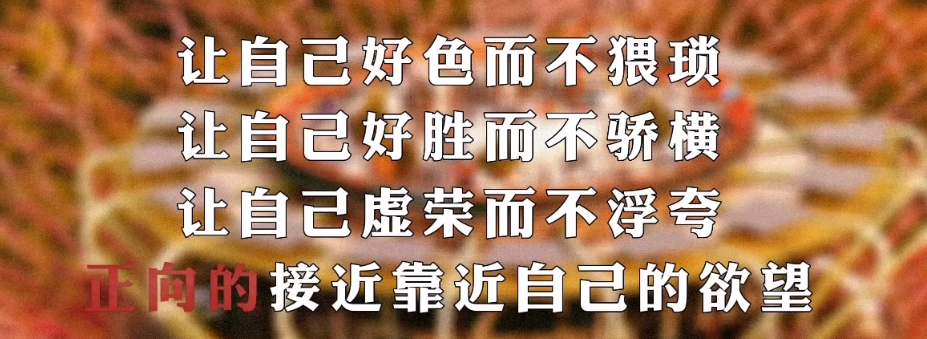 让自己好色而不猥琐
让自己好胜而不骄横
让自己虚荣而不浮夸
正向的接近靠近自己的欲望